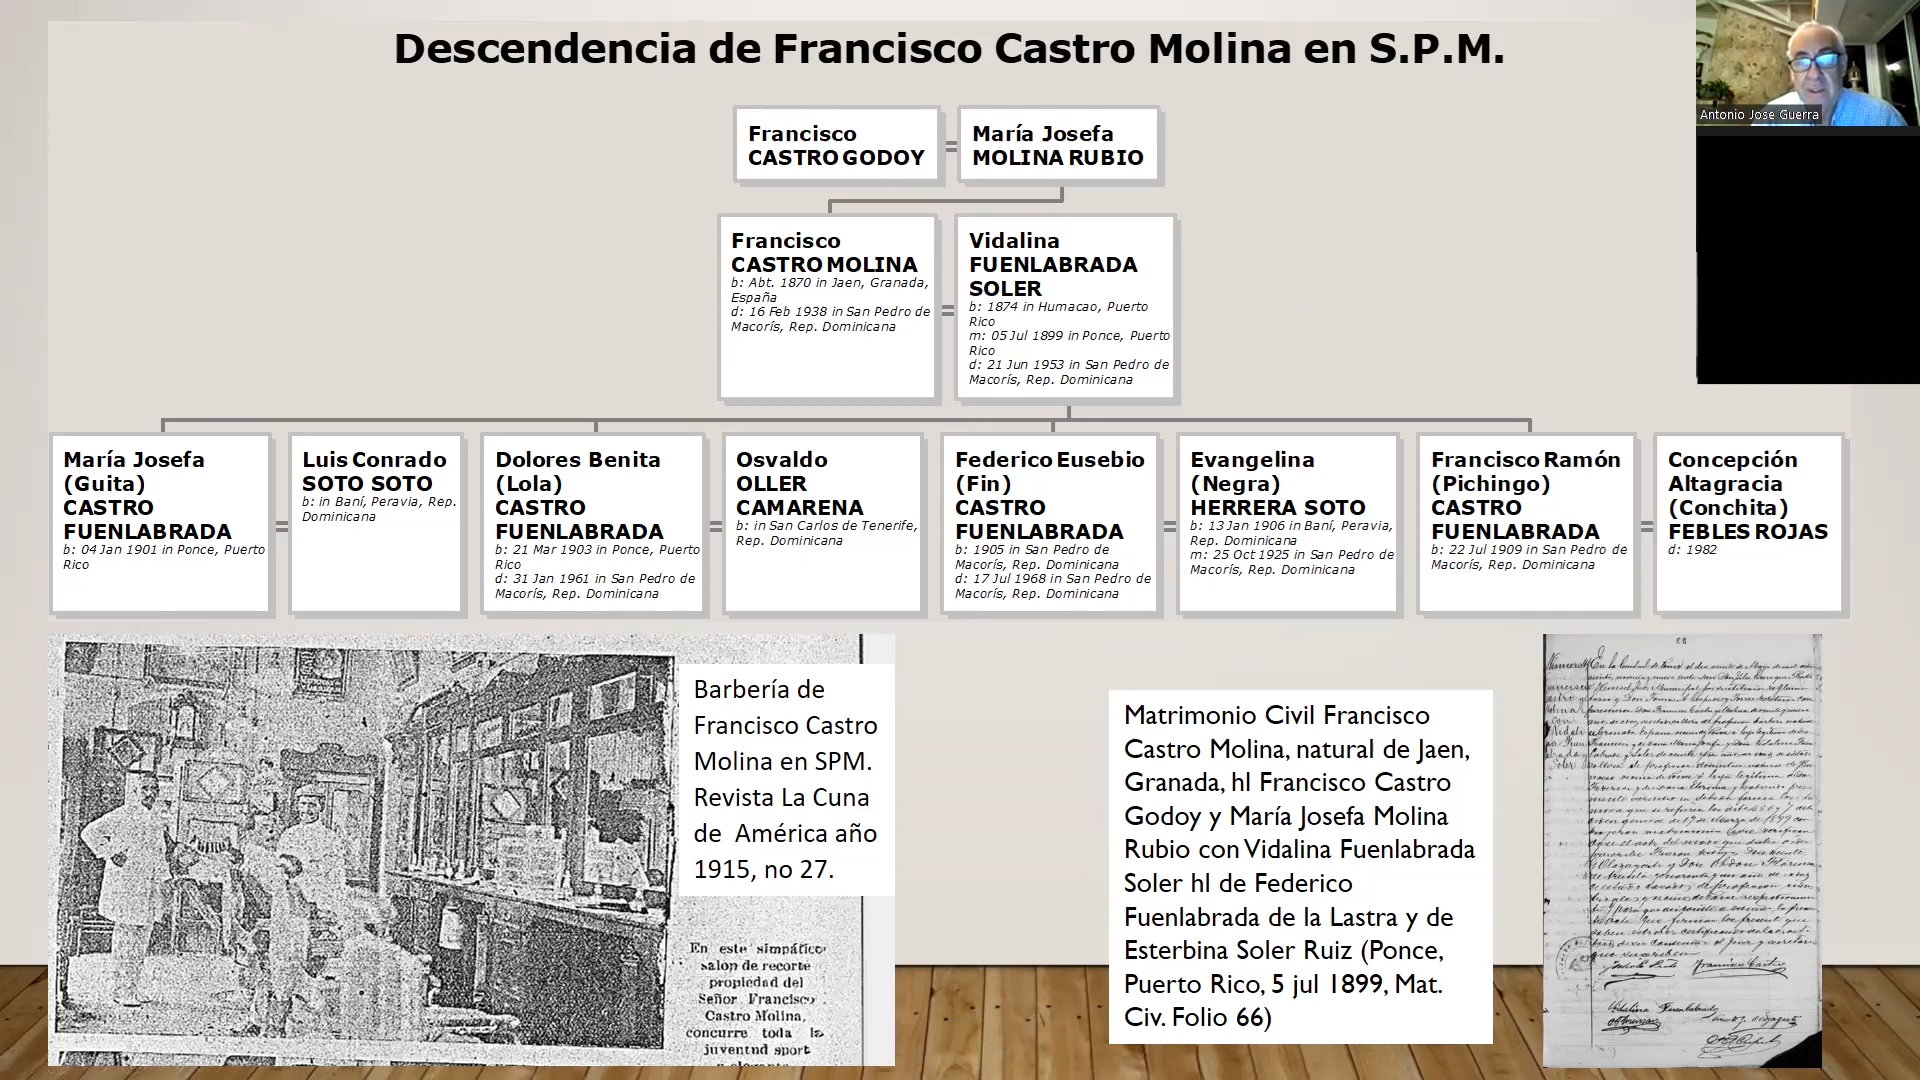 Descendencia de Francisco Castro Molina en S.P.M.
Antonio Jose Guerra
Francisco
CASTRO GODOY
María Josefa
MOLINA RUBIO
Francisco
CASTRO MOLINA
b: Abt. 1870 in Jaen, Granada,
España
d: 16 Feb 1938 in San Pedro de
Macorís, Rep. Dominicana
Vidalina
FUENLABRADA
SOLER
b: 1874 in Humacao, Puerto
Rico
m: 05 Jul 1899 in Ponce, Puerto
Rico
d: 21 Jun 1953 in San Pedro de
Macorís, Rep. Dominicana
María Josefa
(Guita)
CASTRO
FUENLABRADA
b: 04 Jan 1901 in Ponce, Puerto
Rico
Luis Conrado
SOTO SOTO
b: in Baní, Peravia, Rep.
Dominicana
Dolores Benita
(Lola)
CASTRO
FUENLABRADA
b: 21 Mar 1903 in Ponce, Puerto
Rico
d: 31 Jan 1961 in San Pedro de
Macorís, Rep. Dominicana
Osvaldo
OLLER
CAMARENA
b: in San Carlos de Tenerife,
Rep. Dominicana
Federico Eusebio
(Fin)
CASTRO
FUENLABRADA
b: 1905 in San Pedro de
Macorís, Rep. Dominicana
d: 17 Jul 1968 in San Pedro de
Macorís, Rep. Dominicana
Evangelina
(Negra)
HERRERA SOTO
b: 13 Jan 1906 in Baní, Peravia,
Rep. Dominicana
m: 25 Oct 1925 in San Pedro de
Macorís, Rep. Dominicana
Francisco Ramón
(Pichingo)
CASTRO
FUENLABRADA
b: 22 Jul 1909 in San Pedro de
Macorís, Rep. Dominicana
Concepción
Altagracia
(Conchita)
FEBLES ROJAS
d: 1982
Barbería de
Francisco Castro
Molina en SPM.
Revista La Cuna
de América año
1915, no 27.
En este simpático
salon de recorte
propiedad del
Señor Francisco
Castro Molina,
concurre toda la
juventud sport
Matrimonio Civil Francisco
Castro Molina, natural de Jaen,
Granada, hl Francisco Castro
Godoy y María Josefa Molina
Rubio con Vidalina Fuenlabrada
Soler hl de Federico
Fuenlabrada de la Lastra y de
Esterbina Soler Ruiz (Ponce,
Puerto Rico, 5 jul 1899, Mat.
Civ. Folio 66)